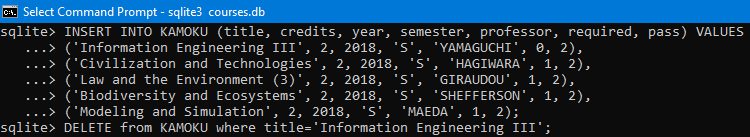 Select Command Prompt - sqlite3  courses.db
sqlite> INSERT INTO KAMOKU (title, credits, year, semester, professor, required, pass) VALUES
   ...> ('Information Engineering III', 2, 2018, 'S', 'YAMAGUCHI', 0, 2),
   ...> ('Civilization and Technologies', 2, 2018, 'S', 'HAGIWARA', 1, 2),
   ...> ('Law and the Environment (3)', 2, 2018, 'S', 'GIRAUDOU', 1, 2),
   ...> ('Biodiversity and Ecosystems', 2, 2018, 'S', 'SHEFFERSON', 1, 2),
   ...> ('Modeling and Simulation', 2, 2018, 'S', 'MAEDA', 1, 2);
sqlite> DELETE from KAMOKU where title='Information Engineering III';